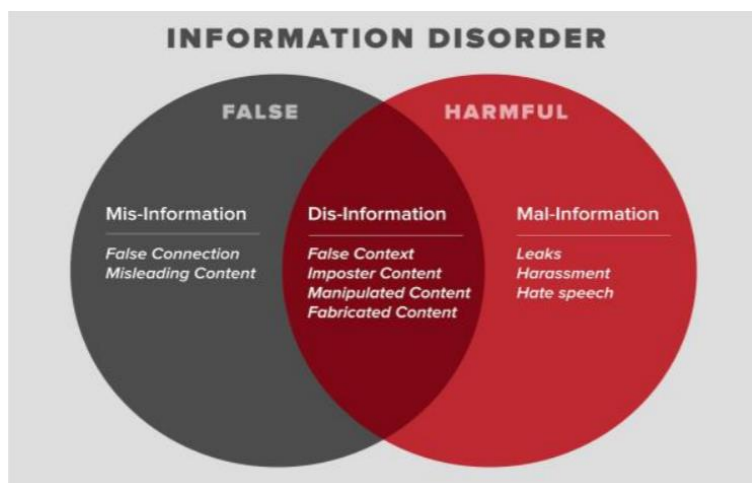 INFORMATION DISORDER
FALSE
HARMFUL
Mis-Information
False Connection
Misleading Content
Dis-Information
False Context
Imposter Content
Manipulated Content
Fabricated Content
Mal-Information
Leaks
Harassment
Hate speech